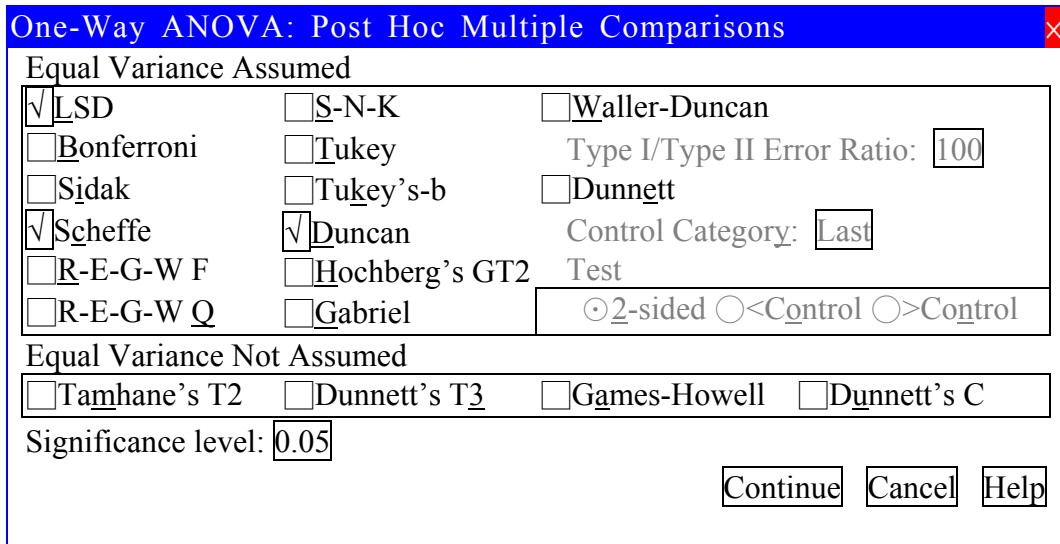 One-Way ANOVA: Post Hoc Multiple Comparisons ×
Equal Variance Assumed
√ LSD □S-N-K □Waller-Duncan
□Bonferroni □Tukey Type I/Type II Error Ratio: 100
□Sidak □Tukey’s-b □Dunnett
√ Scheffe √ Duncan Control Category: Last
□R-E-G-W F □Hochberg’s GT2 Test
□R-E-G-W Q □Gabriel ⊙2-sided ○<Control ○>Control
Equal Variance Not Assumed
□Tamhane’s T2 □Dunnett’s T3 □Games-Howell □Dunnett’s C
Significance level: 0.05
Continue Cancel Help